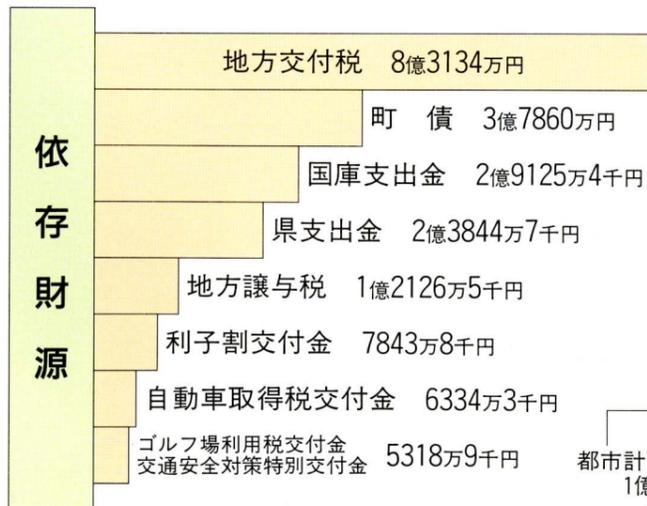 依存財源
地方交付税 8億3134万円
町 債 3億7860万円
国庫支出金 2億9125万4千円
県支出金 2億3844万7千円
地方譲与税 1億2126万5千円
利子割交付金 7843万8千円
自動車取得税交付金 6334万3千円
ゴルフ場利用税交付金
交通安全対策特別交付金 5318万9千円
都市計
1億